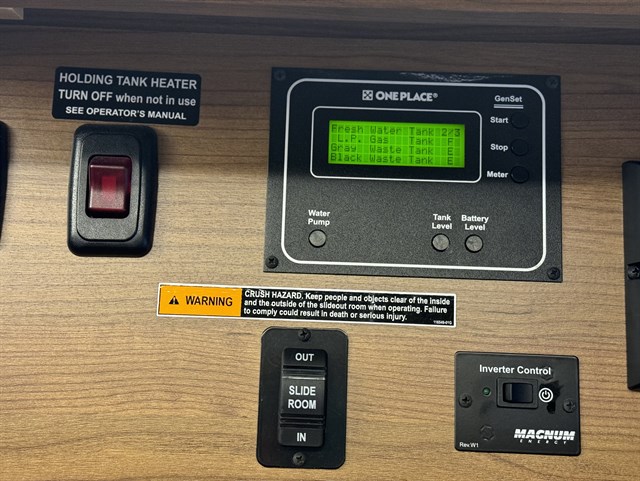 HOLDING TANK HEATER
TURN OFF when not in use
SEE OPERATOR'S MANUAL
ONE PLACE®
GenSet
Start
Stop
Meter
Fresh Water Tank 2/3
L.P. Gas Tank F
Gray Waste Tank E
Black Waste Tank E
Water
Pump
Tank
Level
Battery
Level
WARNING
CRUSH HAZARD. Keep people and objects clear of the inside
and the outside of the slideout room when operating. Failure
to comply could result in death or serious injury.
OUT
SLIDE
ROOM
IN
Inverter Control
MAGNUM
ENERGY
Rev.W1